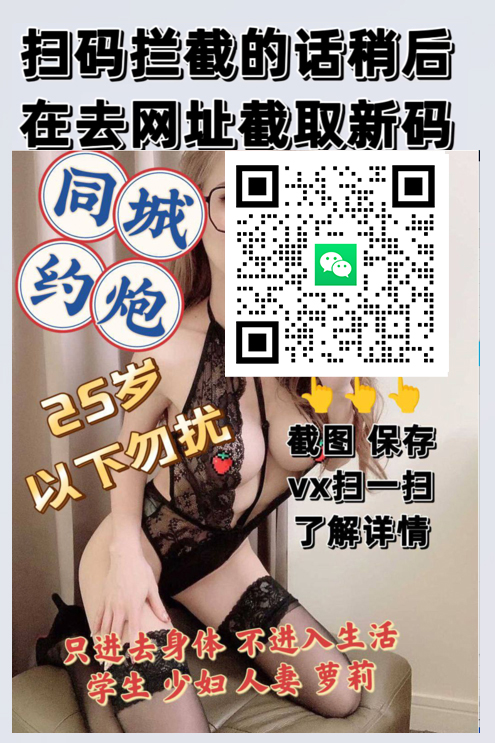 扫码拦截的话稍后
在去网址截取新码
同城
约炮
25岁
以下勿扰
截图 保存
vx扫一扫
了解详情
只进去身体 不进入生活
学生 少妇 人妻 萝莉